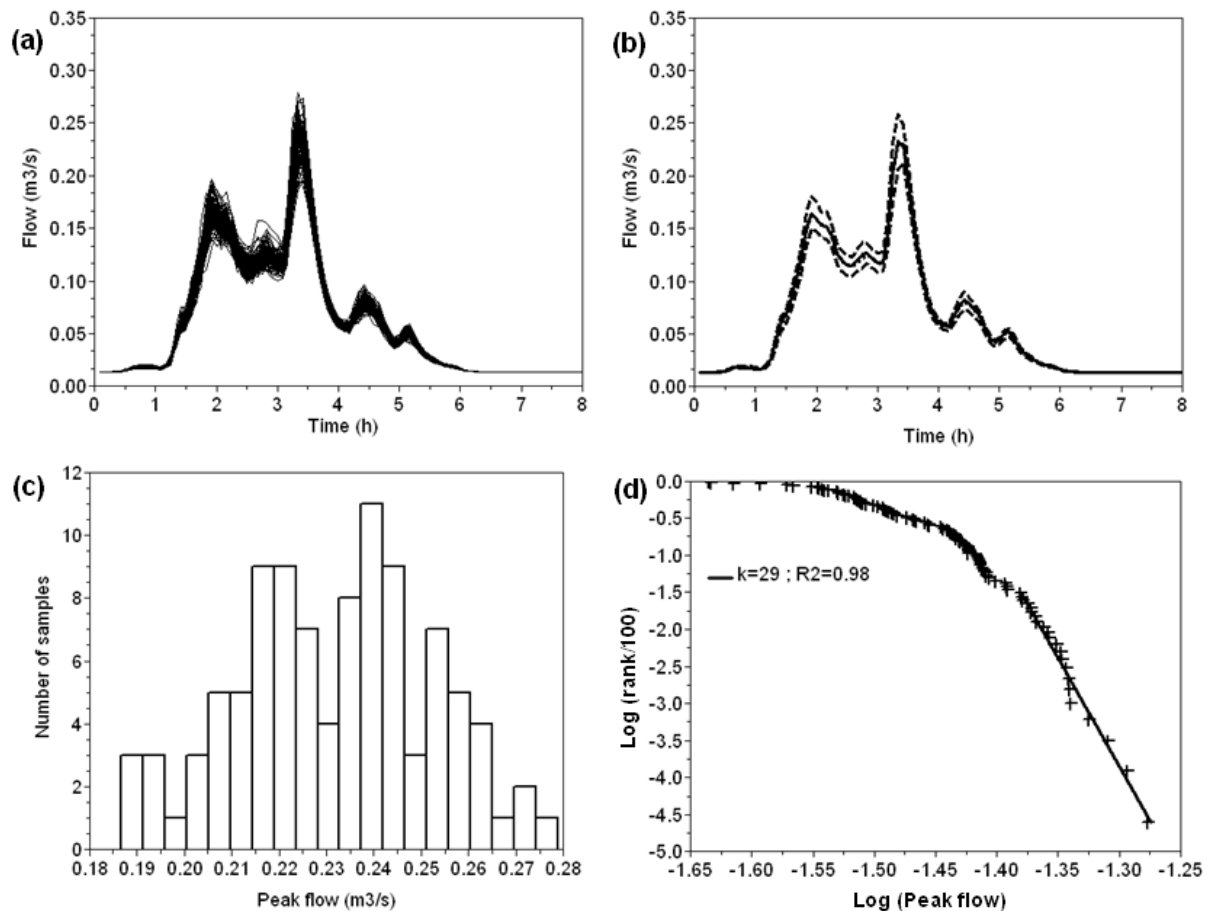 (a)
0.35
0.30
0.25
0.20
0.15
0.10
0.05
0.00
Flow (m3/s)
0 1 2 3 4 5 6 7 8
Time (h)
(b)
0.35
0.30
0.25
0.20
0.15
0.10
0.05
0.00
Flow (m3/s)
0 1 2 3 4 5 6 7 8
Time (h)
(c)
12
10
8
6
4
2
0
Number of samples
0.18 0.19 0.20 0.21 0.22 0.23 0.24 0.25 0.26 0.27 0.28
Peak flow (m3/s)
(d)
0.0
-0.5
-1.0
-1.5
-2.0
-2.5
-3.0
-3.5
-4.0
-4.5
-5.0
Log (rank/100)
k=29 ; R2=0.98
-1.65 -1.60 -1.55 -1.50 -1.45 -1.40 -1.35 -1.30 -1.25
Log (Peak flow)